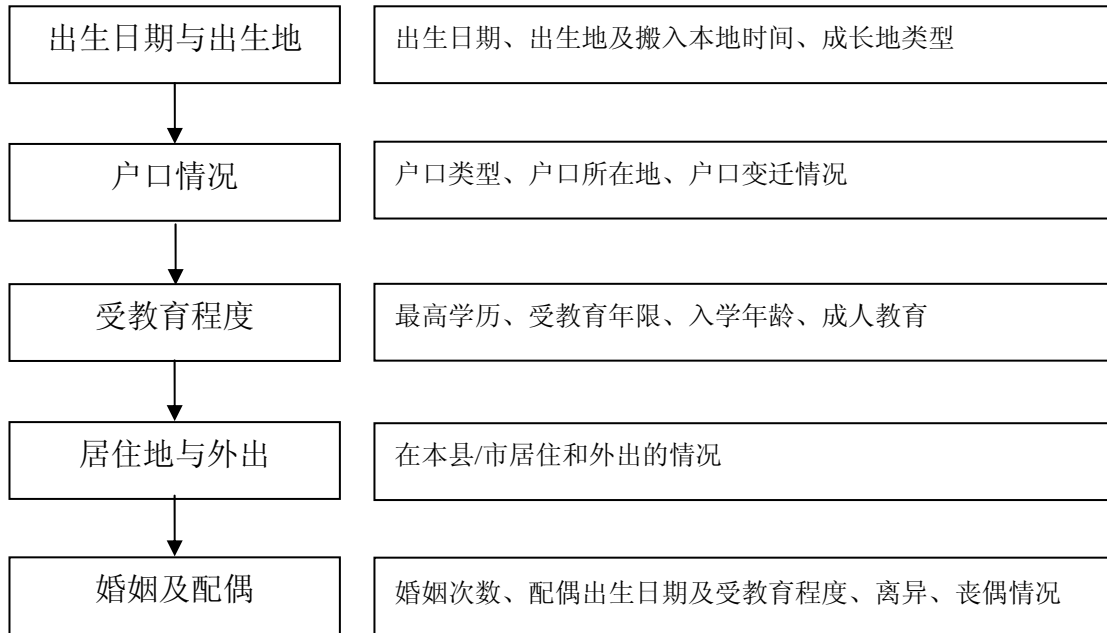 出生日期与出生地
出生日期、出生地及搬入本地时间、成长地类型
户口情况
户口类型、户口所在地、户口变迁情况
受教育程度
最高学历、受教育年限、入学年龄、成人教育
居住地与外出
在本县/市居住和外出的情况
婚姻及配偶
婚姻次数、配偶出生日期及受教育程度、离异、丧偶情况